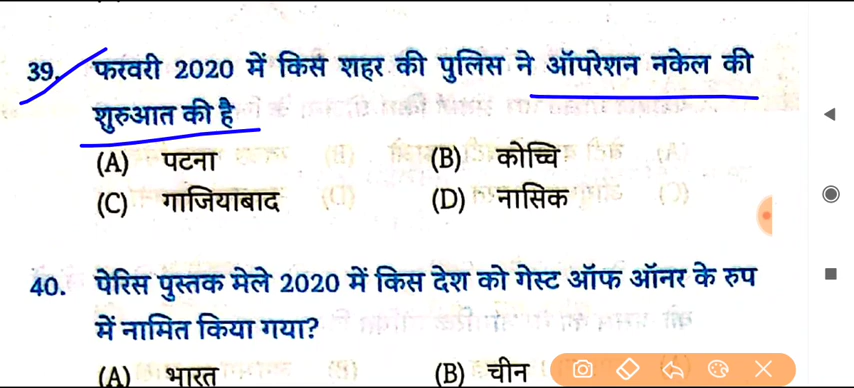 39. फरवरी 2020 में किस शहर की पुलिस ने ऑपरेशन नकेल की
शुरुआत की है
(A) पटना (B) कोच्चि
(C) गाजियाबाद (D) नासिक
40. पेरिस पुस्तक मेले 2020 में किस देश को गेस्ट ऑफ ऑनर के रुप
में नामित किया गया?
(A) भारत (B) चीन